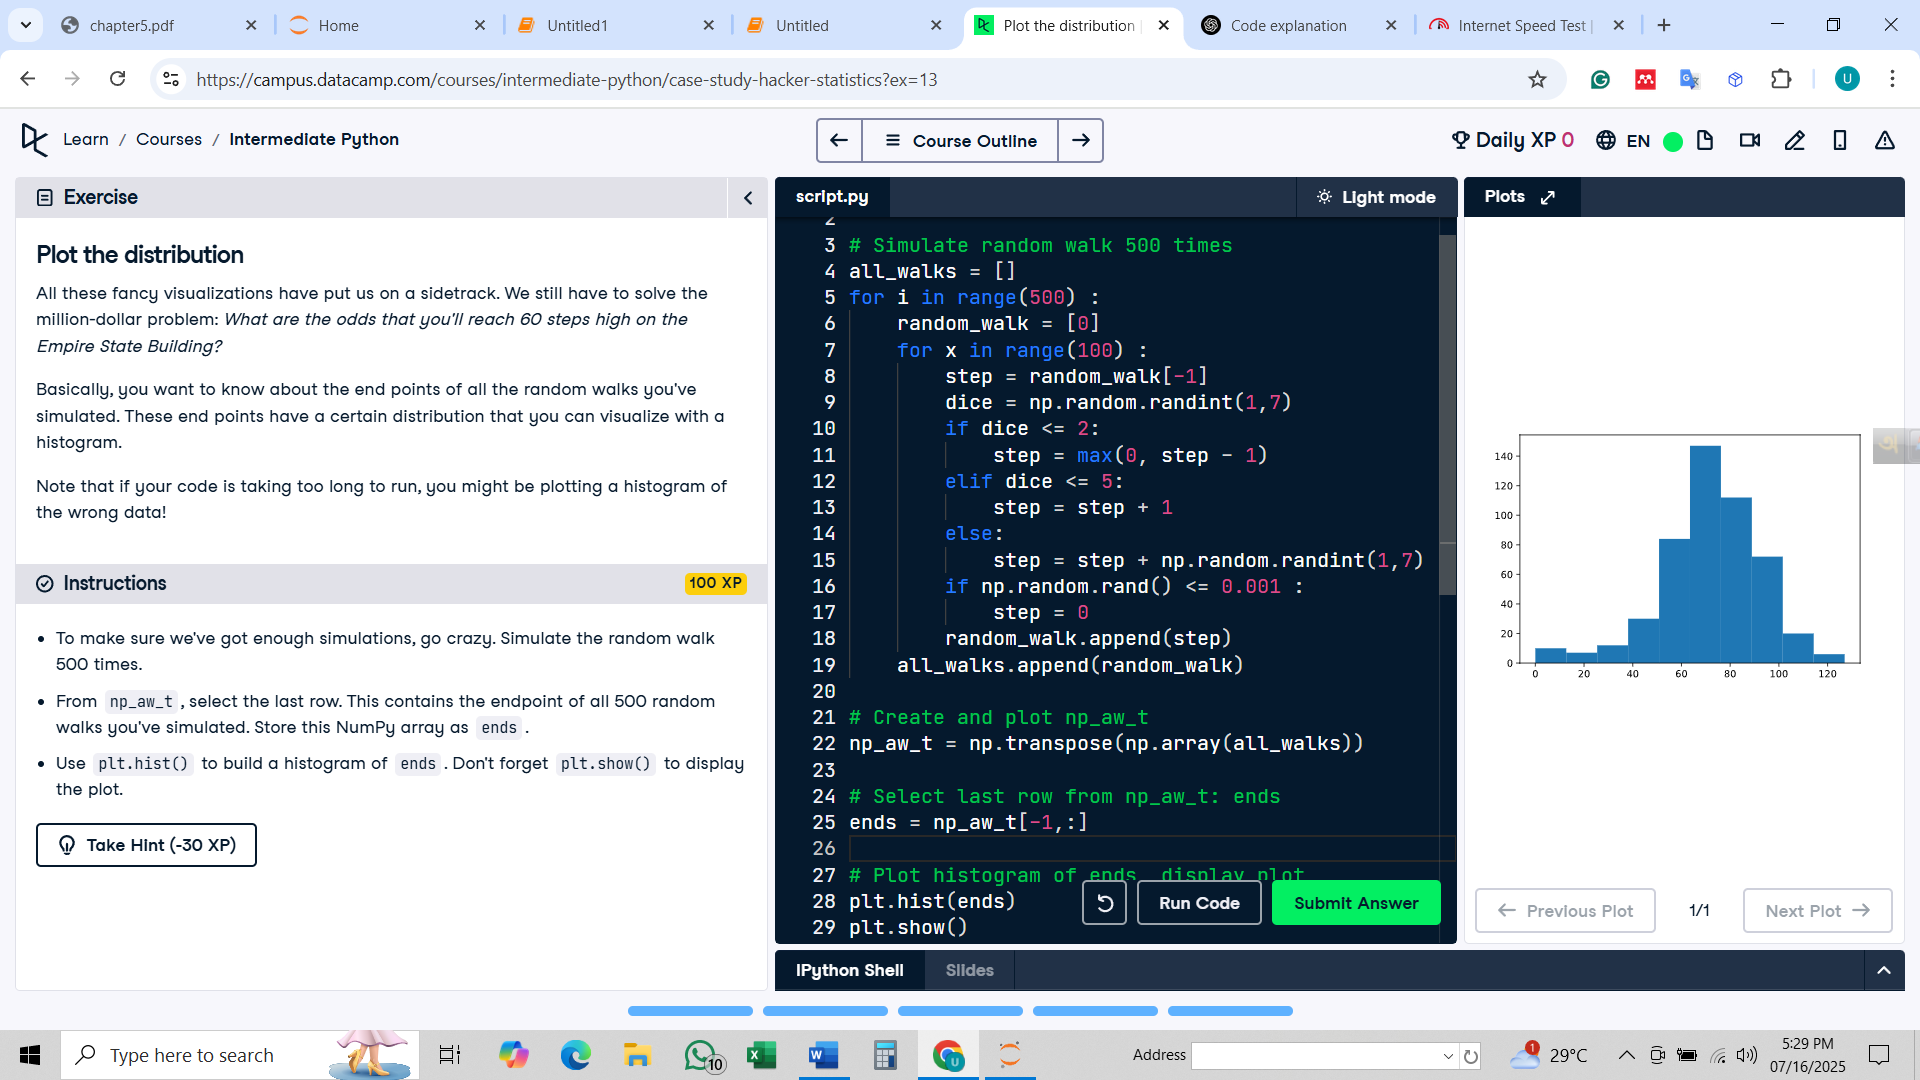 chapter5.pdf
Home
Untitled1
Untitled
Plot the distribution
Code explanation
Internet Speed Test
https://campus.datacamp.com/courses/intermediate-python/case-study-hacker-statistics?ex=13
U
Learn / Courses / Intermediate Python
Course Outline
Daily XP 0
EN
Exercise
Plot the distribution
All these fancy visualizations have put us on a sidetrack. We still have to solve the
million-dollar problem: What are the odds that you'll reach 60 steps high on the
Empire State Building?
Basically, you want to know about the end points of all the random walks you've
simulated. These end points have a certain distribution that you can visualize with a
histogram.
Note that if your code is taking too long to run, you might be plotting a histogram of
the wrong data!
Instructions
100 XP
• To make sure we've got enough simulations, go crazy. Simulate the random walk
500 times.
• From np_aw_t, select the last row. This contains the endpoint of all 500 random
walks you've simulated. Store this NumPy array as ends.
• Use plt.hist() to build a histogram of ends. Don't forget plt.show() to display
the plot.
Take Hint (-30 XP)
script.py
Light mode
2
3 # Simulate random walk 500 times
4 all_walks = []
5 for i in range(500) :
6     random_walk = [0]
7     for x in range(100) :
8         step = random_walk[-1]
9         dice = np.random.randint(1,7)
10         if dice <= 2:
11             step = max(0, step - 1)
12         elif dice <= 5:
13             step = step + 1
14         else:
15             step = step + np.random.randint(1,7)
16         if np.random.rand() <= 0.001 :
17             step = 0
18         random_walk.append(step)
19     all_walks.append(random_walk)
20
21 # Create and plot np_aw_t
22 np_aw_t = np.transpose(np.array(all_walks))
23
24 # Select last row from np_aw_t: ends
25 ends = np_aw_t[-1,:]
26
27 # Plot histogram of ends, display plot
28 plt.hist(ends)
29 plt.show()
Run Code
Submit Answer
IPython Shell
Slides
Plots
140
120
100
80
60
40
20
0
0 20 40 60 80 100 120
Previous Plot
1/1
Next Plot
Type here to search
10
Address
1
29°C
5:29 PM
07/16/2025